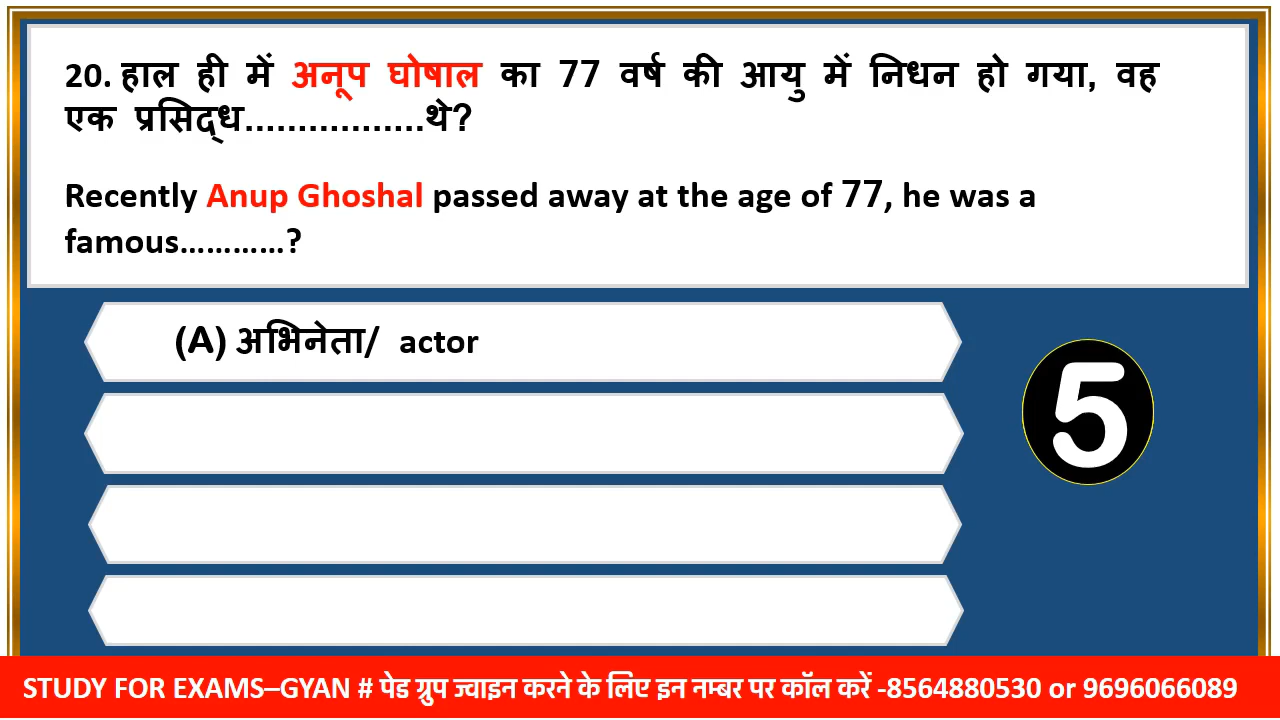 20. हाल ही में अनूप घोषाल का 77 वर्ष की आयु में निधन हो गया, वह
एक प्रसिद्ध.................थे?
Recently Anup Ghoshal passed away at the age of 77, he was a
famous…………?
(A) अभिनेता/ actor
5
STUDY FOR EXAMS–GYAN # पेड ग्रुप ज्वाइन करने के लिए इन नम्बर पर कॉल करें -8564880530 or 9696066089